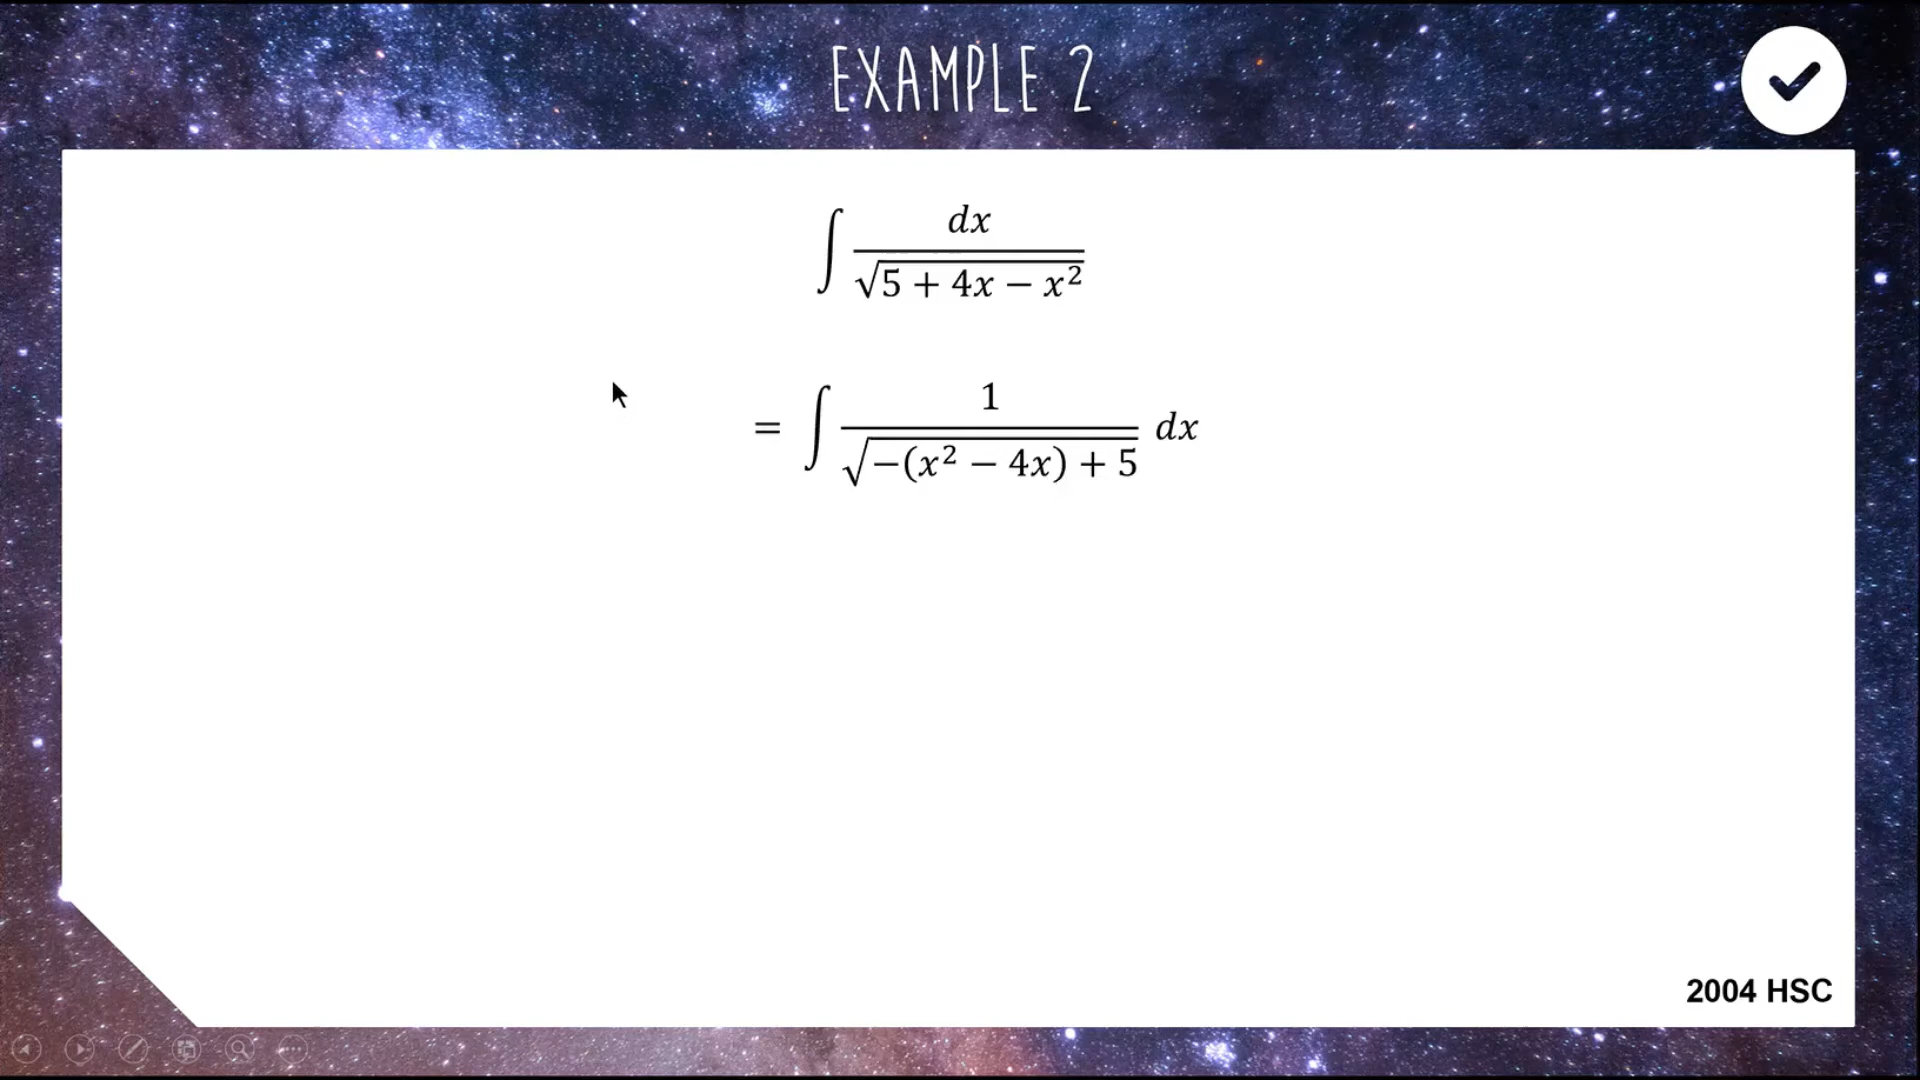 EXAMPLE 2
∫ dx / √(5 + 4x − x²)
= ∫ 1 / √(−(x² − 4x) + 5) dx
2004 HSC